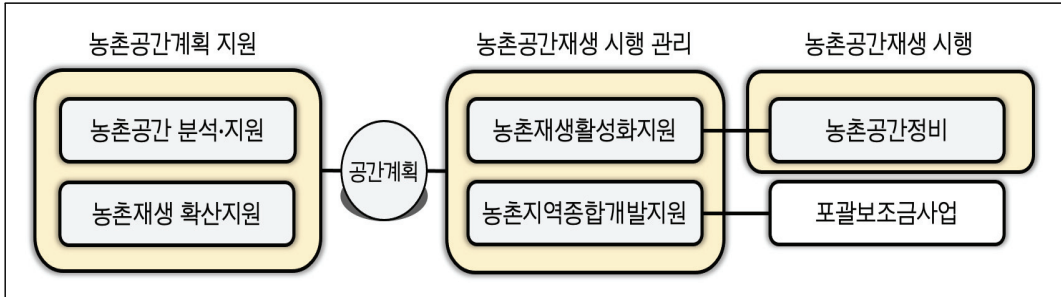 농촌공간계획 지원
농촌공간 분석·지원
농촌재생 확산지원
공간계획
농촌공간재생 시행 관리
농촌재생활성화지원
농촌지역종합개발지원
농촌공간재생 시행
농촌공간정비
포괄보조금사업